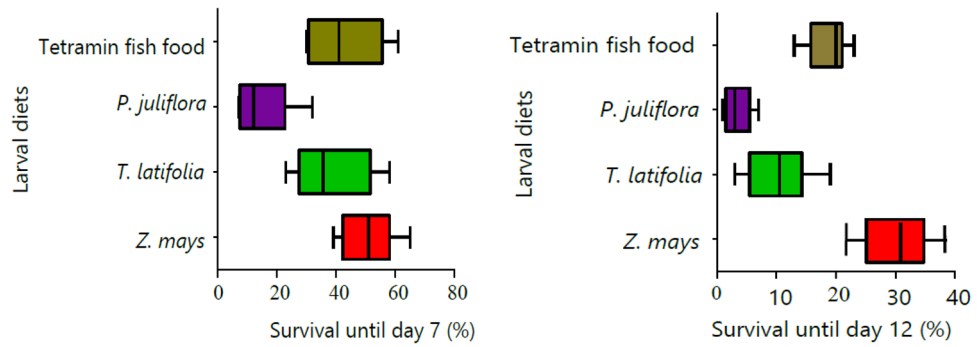 Larval diets
Tetramin fish food
P. juliflora
T. latifolia
Z. mays
0 20 40 60 80
Survival until day 7 (%)
Larval diets
Tetramin fish food
P. juliflora
T. latifolia
Z. mays
0 10 20 30 40
Survival until day 12 (%)